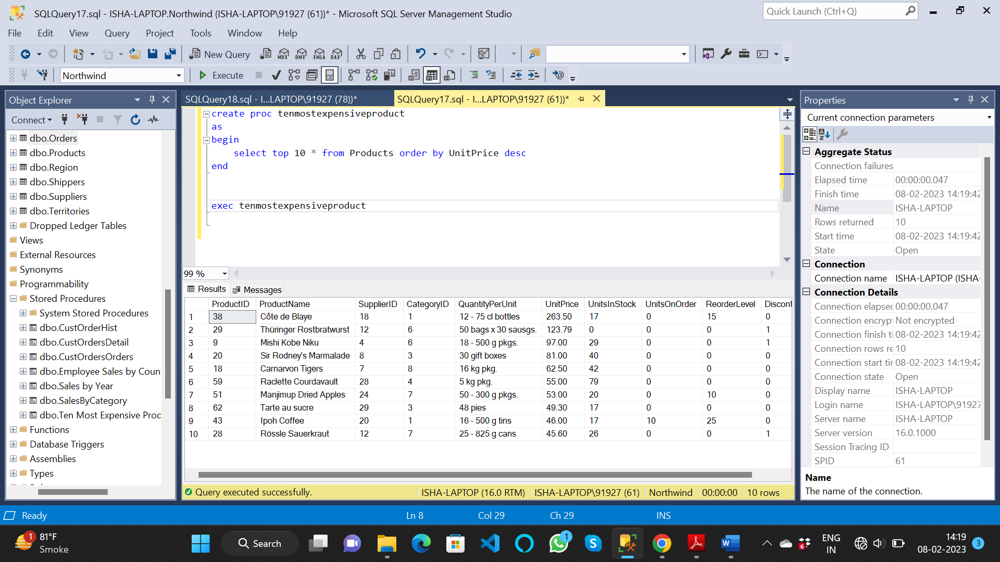 SQLQuery17.sql - ISHA-LAPTOP.Northwind (ISHA-LAPTOP\91927 (61))* - Microsoft SQL Server Management Studio
Quick Launch (Ctrl+Q)
File Edit View Query Project Tools Window Help
New Query MDX DMX XMLA DAX
Northwind Execute
Object Explorer
Connect
dbo.Orders
dbo.Products
dbo.Region
dbo.Shippers
dbo.Suppliers
dbo.Territories
Dropped Ledger Tables
Views
External Resources
Synonyms
Programmability
Stored Procedures
System Stored Procedures
dbo.CustOrderHist
dbo.CustOrdersDetail
dbo.CustOrdersOrders
dbo.Employee Sales by Coun
dbo.Sales by Year
dbo.SalesByCategory
dbo.Ten Most Expensive Proc
Functions
Database Triggers
Assemblies
Types
SQLQuery18.sql - I...LAPTOP\91927 (78))* SQLQuery17.sql - I...LAPTOP\91927 (61))*
create proc tenmostexpensiveproduct
as
begin
select top 10 * from Products order by UnitPrice desc
end
exec tenmostexpensiveproduct
99 %
Results Messages
ProductID ProductName SupplierID CategoryID QuantityPerUnit UnitPrice UnitsInStock UnitsOnOrder ReorderLevel Discont
1 38 Côte de Blaye 18 1 12 - 75 cl bottles 263.50 17 0 15 0
2 29 Thüringer Rostbratwurst 12 6 50 bags x 30 sausgs. 123.79 0 0 0 1
3 9 Mishi Kobe Niku 4 6 18 - 500 g pkgs. 97.00 29 0 0 1
4 20 Sir Rodney's Marmalade 8 3 30 gift boxes 81.00 40 0 0 0
5 18 Carnarvon Tigers 7 8 16 kg pkg. 62.50 42 0 0 0
6 59 Raclette Courdavault 28 4 5 kg pkg. 55.00 79 0 0 0
7 51 Manjimup Dried Apples 24 7 50 - 300 g pkgs. 53.00 20 0 10 0
8 62 Tarte au sucre 29 3 48 pies 49.30 17 0 0 0
9 43 Ipoh Coffee 20 1 16 - 500 g tins 46.00 17 10 25 0
10 28 Rössle Sauerkraut 12 7 25 - 825 g cans 45.60 26 0 0 1
Query executed successfully. ISHA-LAPTOP (16.0 RTM) ISHA-LAPTOP\91927 (61) Northwind 00:00:00 10 rows
Properties
Current connection parameters
Aggregate Status
Connection failures
Elapsed time 00:00:00.047
Finish time 08-02-2023 14:19:42
Name ISHA-LAPTOP
Rows returned 10
Start time 08-02-2023 14:19:42
State Open
Connection
Connection name ISHA-LAPTOP (ISHA-
Connection Details
Connection elapsed 00:00:00.047
Connection encryp Not encrypted
Connection finish ti 08-02-2023 14:19:42
Connection rows re 10
Connection start tir 08-02-2023 14:19:42
Connection state Open
Display name ISHA-LAPTOP
Login name ISHA-LAPTOP\91927
Server name ISHA-LAPTOP
Server version 16.0.1000
Session Tracing ID
SPID 61
Name
The name of the connection.
Ready Ln 8 Col 29 Ch 29 INS
1 81°F
Smoke
Search
1
6
ENG
IN
14:19
08-02-2023
3